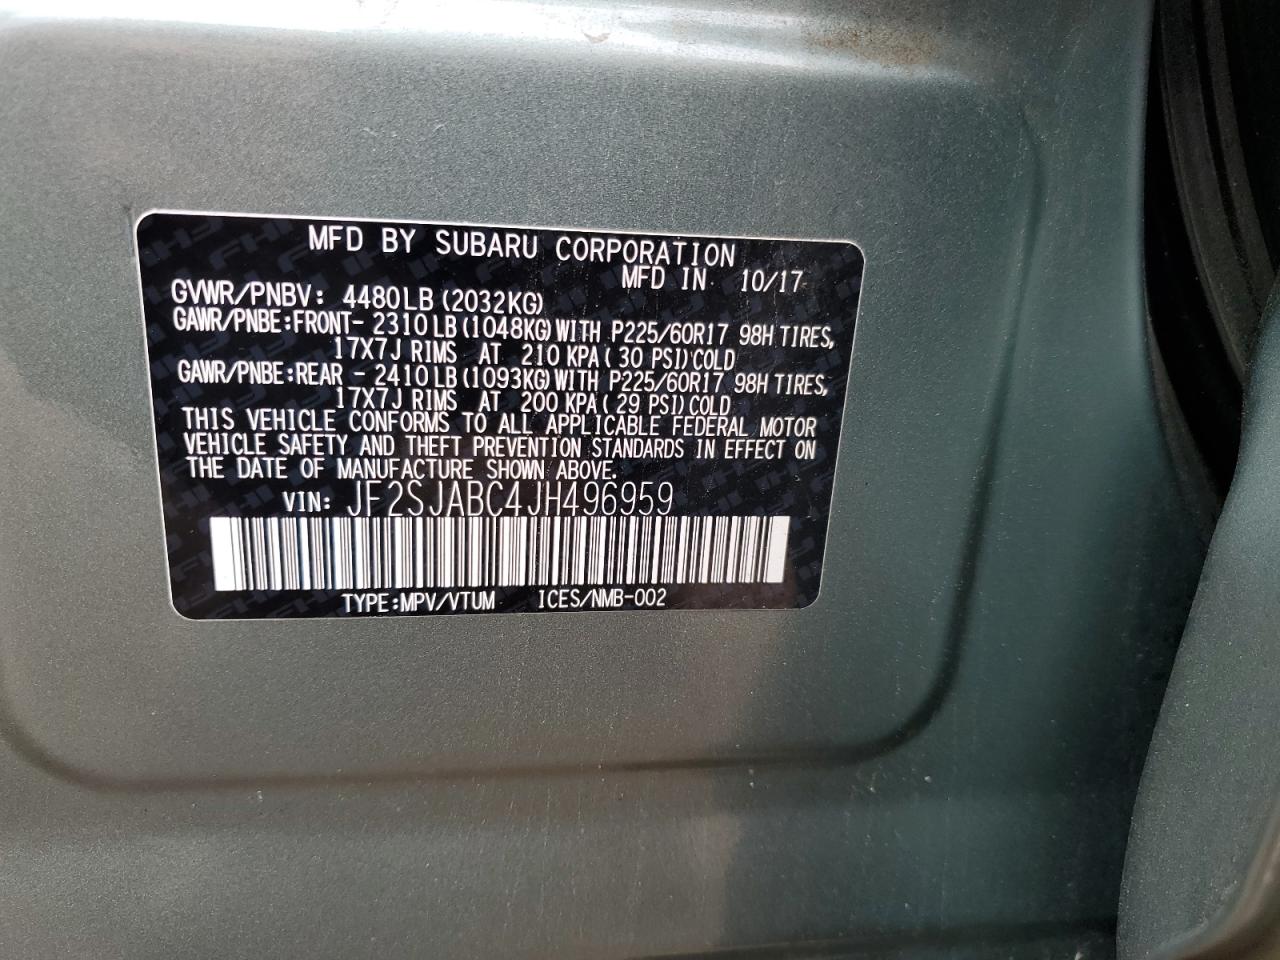 MFD BY SUBARU CORPORATION
MFD IN 10/17
GVWR/PNBV: 4480LB(2032KG)
GAWR/PNBE:FRONT- 2310LB(1048KG)WITH P225/60R17 98H TIRES,
17X7J RIMS AT 210 KPA( 30 PSI)COLD
GAWR/PNBE:REAR - 2410LB(1093KG)WITH P225/60R17 98H TIRES,
17X7J RIMS AT 200 KPA( 29 PSI)COLD
THIS VEHICLE CONFORMS TO ALL APPLICABLE FEDERAL MOTOR
VEHICLE SAFETY AND THEFT PREVENTION STANDARDS IN EFFECT ON
THE DATE OF MANUFACTURE SHOWN ABOVE.
VIN: JF2SJABC4JH496959
TYPE:MPV/VTUM ICES/NMB-002